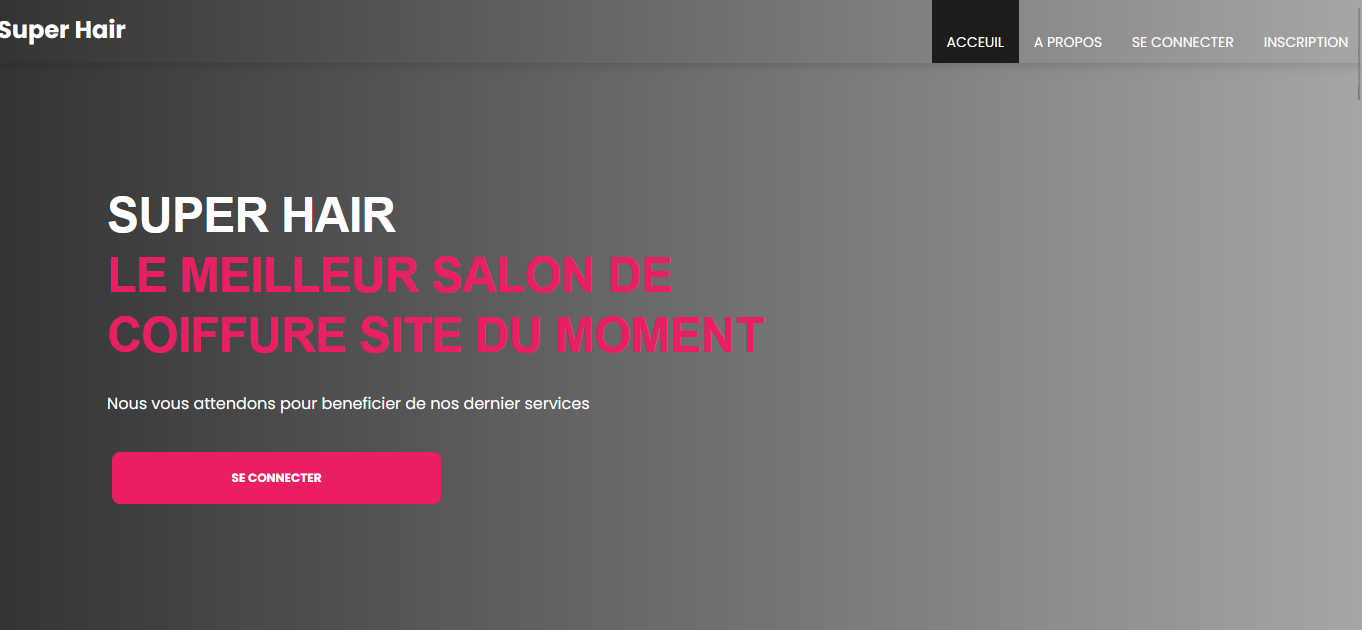 Super Hair
ACCEUIL
A PROPOS
SE CONNECTER
INSCRIPTION
SUPER HAIR
LE MEILLEUR SALON DE
COIFFURE SITE DU MOMENT
Nous vous attendons pour beneficier de nos dernier services
SE CONNECTER